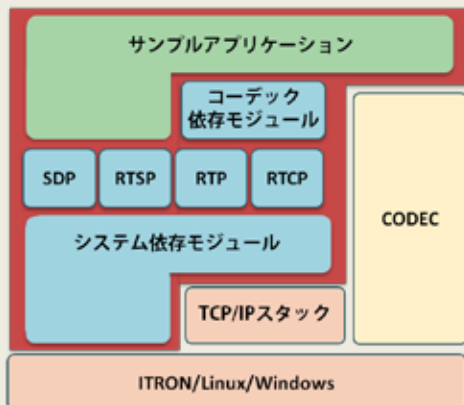 サンプルアプリケーション
コーデック
依存モジュール
SDP
RTSP
RTP
RTCP
CODEC
システム依存モジュール
TCP/IPスタック
ITRON/Linux/Windows